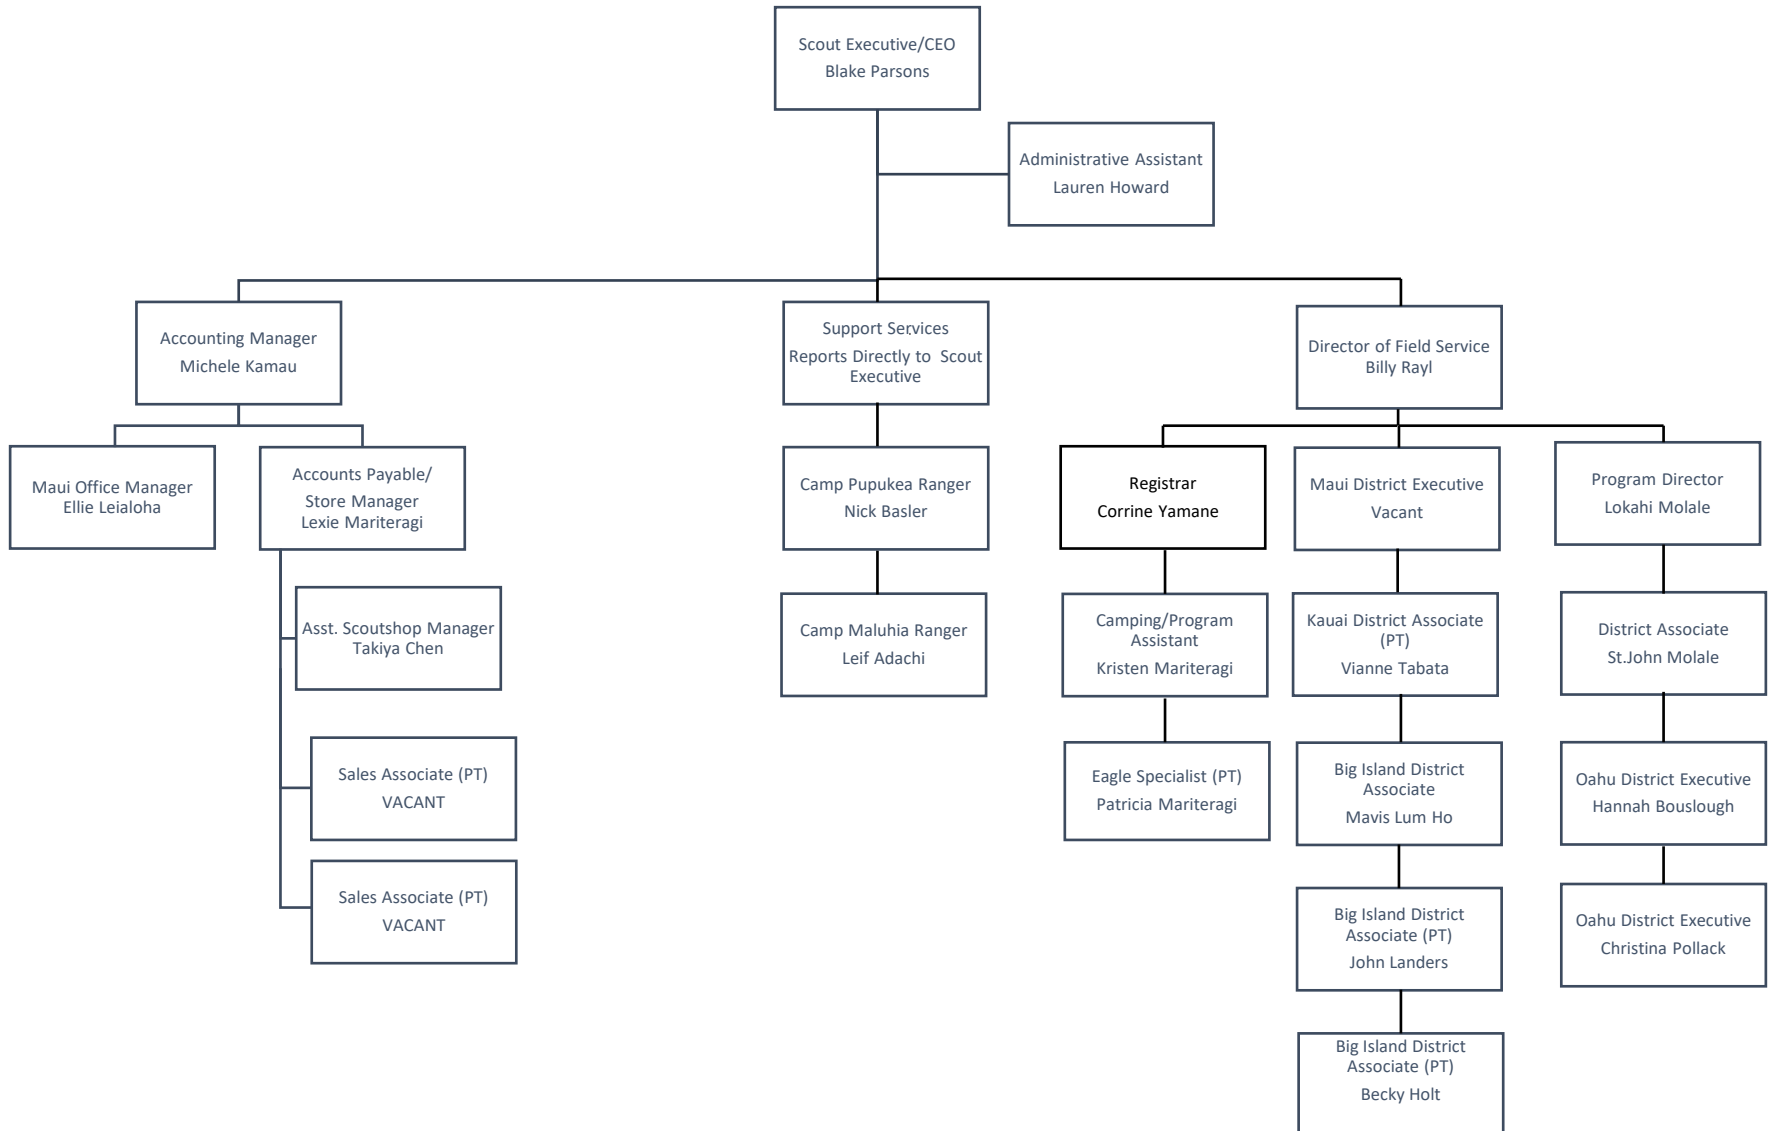 Scout Executive/CEO
Blake Parsons
Administrative Assistant
Lauren Howard
Accounting Manager
Michele Kamau
Support Services
Reports Directly to Scout
Executive
Director of Field Service
Billy Rayl
Maui Office Manager
Ellie Leialoha
Accounts Payable/
Store Manager
Lexie Mariteragi
Asst. Scoutshop Manager
Takiya Chen
Sales Associate (PT)
VACANT
Sales Associate (PT)
VACANT
Camp Pupukea Ranger
Nick Basler
Camp Maluhia Ranger
Leif Adachi
Registrar
Corrine Yamane
Camping/Program
Assistant
Kristen Mariteragi
Eagle Specialist (PT)
Patricia Mariteragi
Maui District Executive
Vacant
Kauai District Associate
(PT)
Vianne Tabata
Big Island District
Associate
Mavis Lum Ho
Big Island District
Associate (PT)
John Landers
Big Island District
Associate (PT)
Becky Holt
Program Director
Lokahi Molale
District Associate
St.John Molale
Oahu District Executive
Hannah Bouslough
Oahu District Executive
Christina Pollack